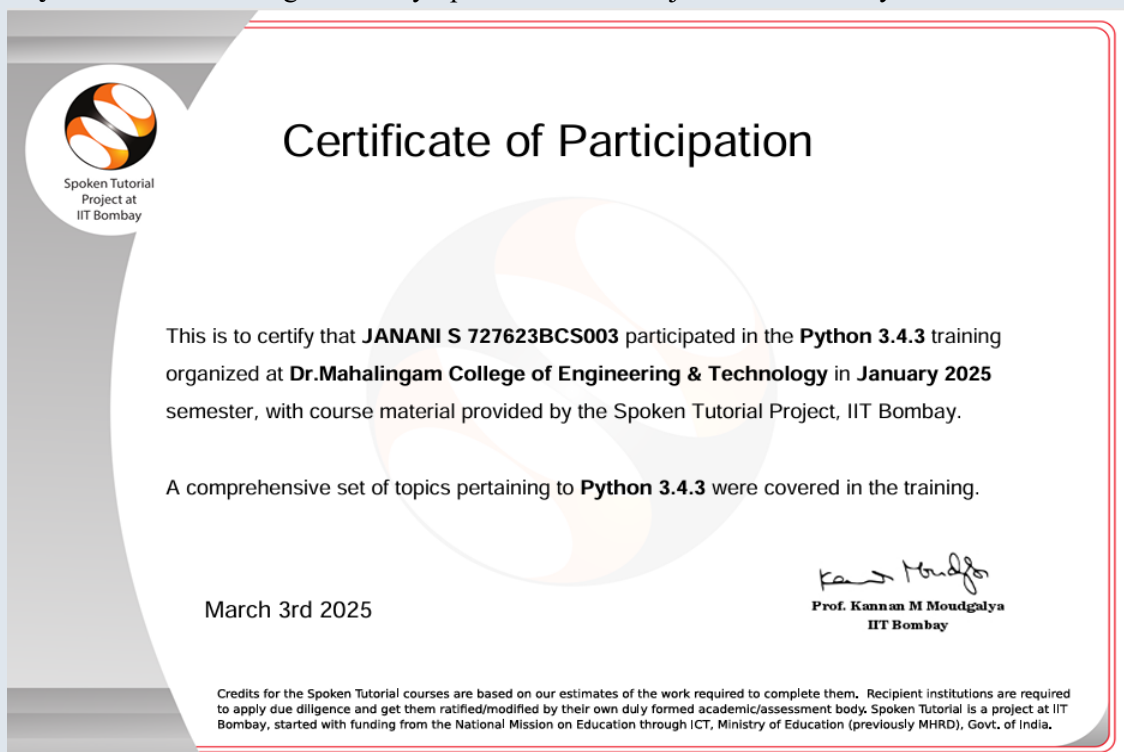 Spoken Tutorial
Project at
IIT Bombay
Certificate of Participation
This is to certify that JANANI S 727623BCS003 participated in the Python 3.4.3 training
organized at Dr.Mahalingam College of Engineering & Technology in January 2025
semester, with course material provided by the Spoken Tutorial Project, IIT Bombay.
A comprehensive set of topics pertaining to Python 3.4.3 were covered in the training.
March 3rd 2025
Prof. Kannan M Moudgalya
IIT Bombay
Credits for the Spoken Tutorial courses are based on our estimates of the work required to complete them. Recipient institutions are required
to apply due diligence and get them ratified/modified by their own duly formed academic/assessment body. Spoken Tutorial is a project at IIT
Bombay, started with funding from the National Mission on Education through ICT, Ministry of Education (previously MHRD), Govt. of India.